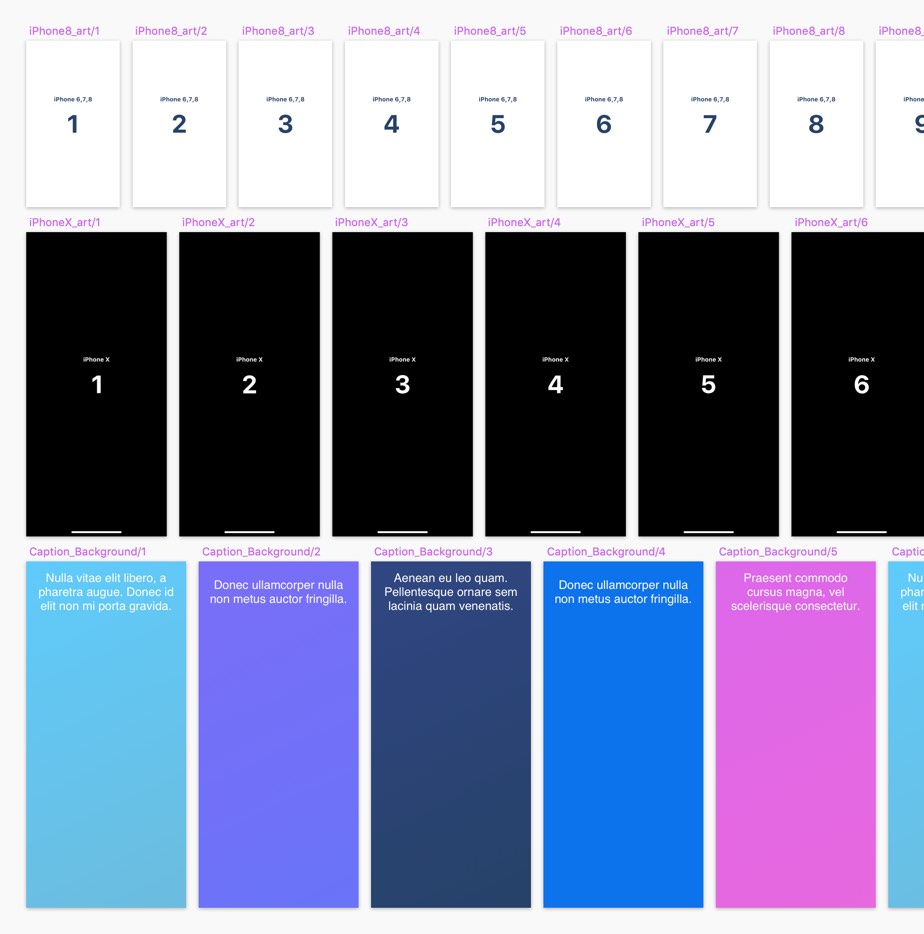 iPhone8_art/1
iPhone8_art/2
iPhone8_art/3
iPhone8_art/4
iPhone8_art/5
iPhone8_art/6
iPhone8_art/7
iPhone8_art/8
iPhone8_
iPhone 6,7,8
1
iPhone 6,7,8
2
iPhone 6,7,8
3
iPhone 6,7,8
4
iPhone 6,7,8
5
iPhone 6,7,8
6
iPhone 6,7,8
7
iPhone 6,7,8
8
iPhone
9
iPhoneX_art/1
iPhoneX_art/2
iPhoneX_art/3
iPhoneX_art/4
iPhoneX_art/5
iPhoneX_art/6
iPhone X
1
iPhone X
2
iPhone X
3
iPhone X
4
iPhone X
5
iPhone X
6
Caption_Background/1
Caption_Background/2
Caption_Background/3
Caption_Background/4
Caption_Background/5
Captio
Nulla vitae elit libero, a
pharetra augue. Donec id
elit non mi porta gravida.
Donec ullamcorper nulla
non metus auctor fringilla.
Aenean eu leo quam.
Pellentesque ornare sem
lacinia quam venenatis.
Donec ullamcorper nulla
non metus auctor fringilla.
Praesent commodo
cursus magna, vel
scelerisque consectetur.
Nu
phar
elit